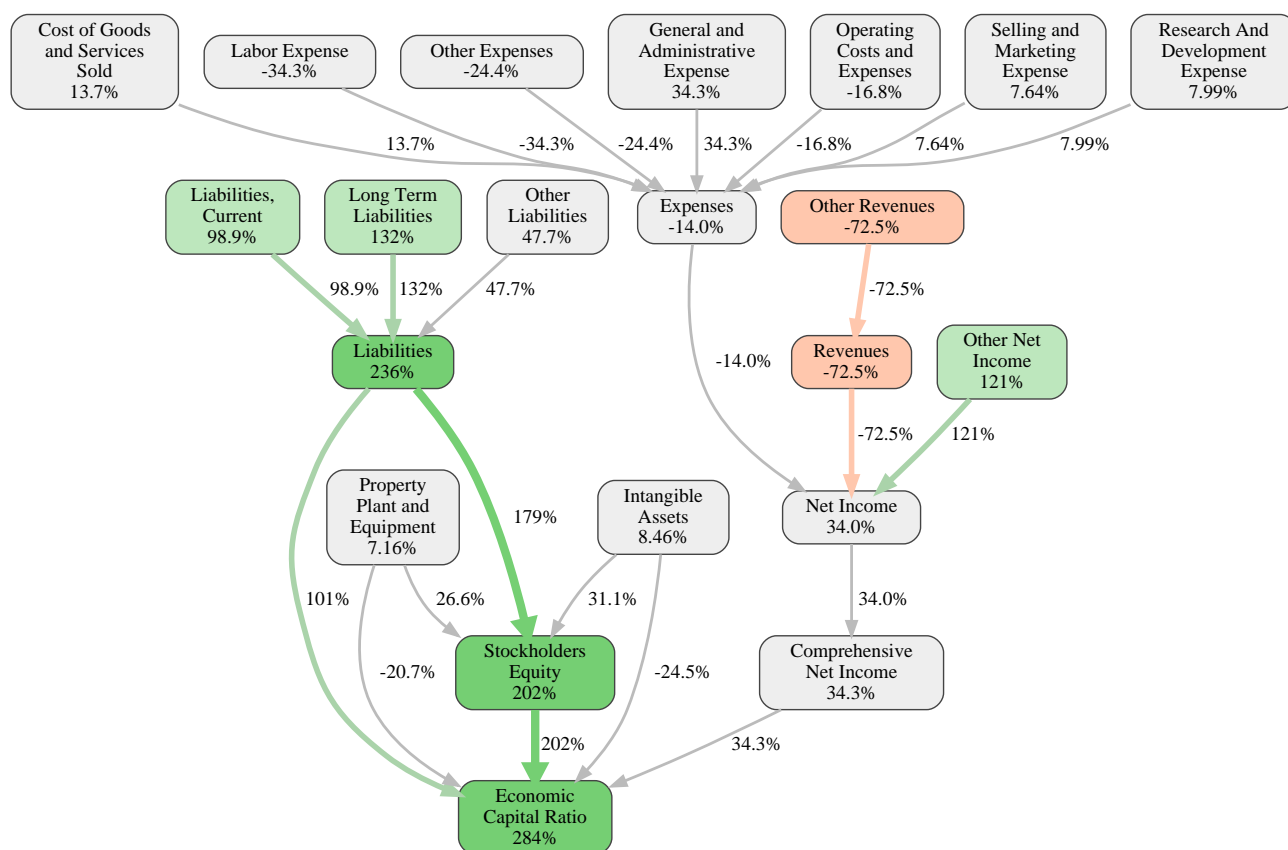 Cost of Goods
and Services
Sold
13.7%
Labor Expense
-34.3%
Other Expenses
-24.4%
General and
Administrative
Expense
34.3%
Operating
Costs and
Expenses
-16.8%
Selling and
Marketing
Expense
7.64%
Research And
Development
Expense
7.99%
13.7%
-34.3%
-24.4%
34.3%
-16.8%
7.64%
7.99%
Liabilities,
Current
98.9%
Long Term
Liabilities
132%
Other
Liabilities
47.7%
Expenses
-14.0%
Other Revenues
-72.5%
98.9%
132%
47.7%
-72.5%
Liabilities
236%
-14.0%
Revenues
-72.5%
Other Net
Income
121%
-72.5%
121%
Property
Plant and
Equipment
7.16%
179%
Intangible
Assets
8.46%
Net Income
34.0%
101%
26.6%
31.1%
34.0%
Stockholders
Equity
202%
-20.7%
-24.5%
Comprehensive
Net Income
34.3%
202%
34.3%
Economic
Capital Ratio
284%